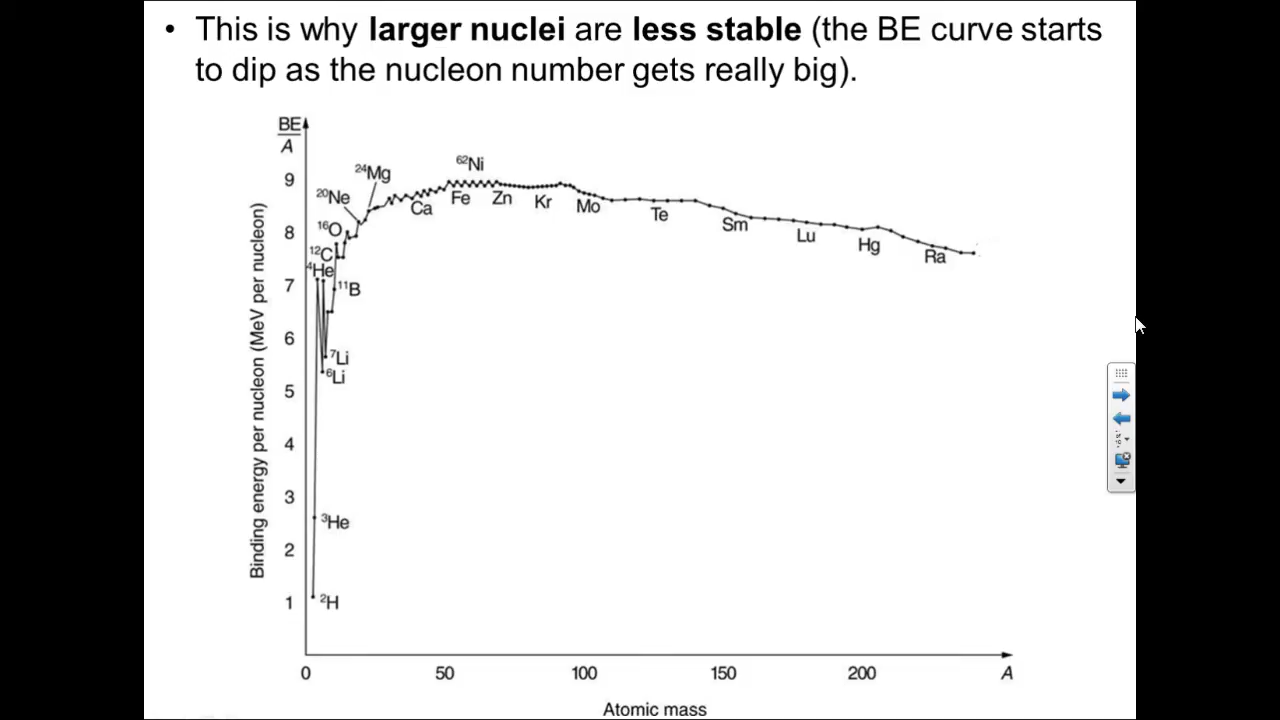 • This is why larger nuclei are less stable (the BE curve starts
to dip as the nucleon number gets really big).
BE
A
9
8
7
6
5
4
3
2
1
Binding energy per nucleon (MeV per nucleon)
²⁴Mg
²⁰Ne
¹⁶O
¹²C
⁴He
¹¹B
⁷Li
⁶Li
³He
²H
⁶²Ni
Ca
Fe
Zn
Kr
Mo
Te
Sm
Lu
Hg
Ra
0 50 100 150 200 A
Atomic mass